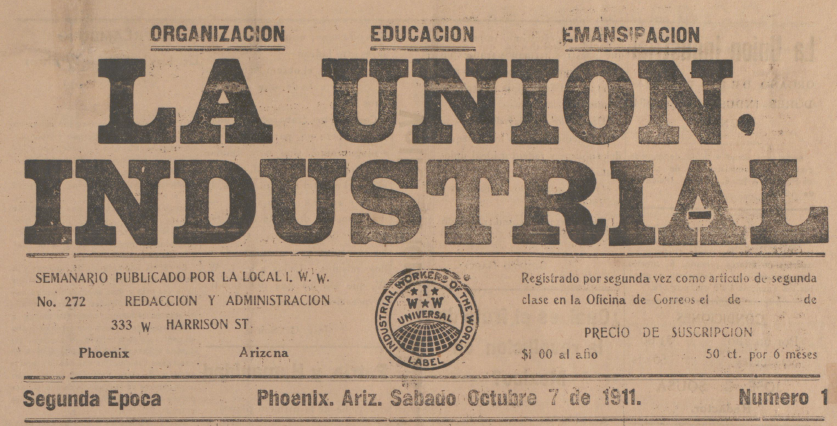 ORGANIZACION EDUCACION EMANSIPACION
LA UNION.
INDUSTRIAL
SEMANARIO PUBLICADO POR LA LOCAL I. W. W.
No. 272 REDACCION Y ADMINISTRACION
333 W HARRISON ST.
Phoenix Arizona
INDUSTRIAL WORKERS OF THE WORLD
I
W W
UNIVERSAL
LABEL
Registrado por segunda vez como articulo de segunda
clase en la Oficina de Correos el de de
PRECIO DE SUSCRIPCION
$1 00 al año 50 ct. por 6 meses
Segunda Epoca Phoenix. Ariz. Sabado Octubre 7 de 1911. Numero 1